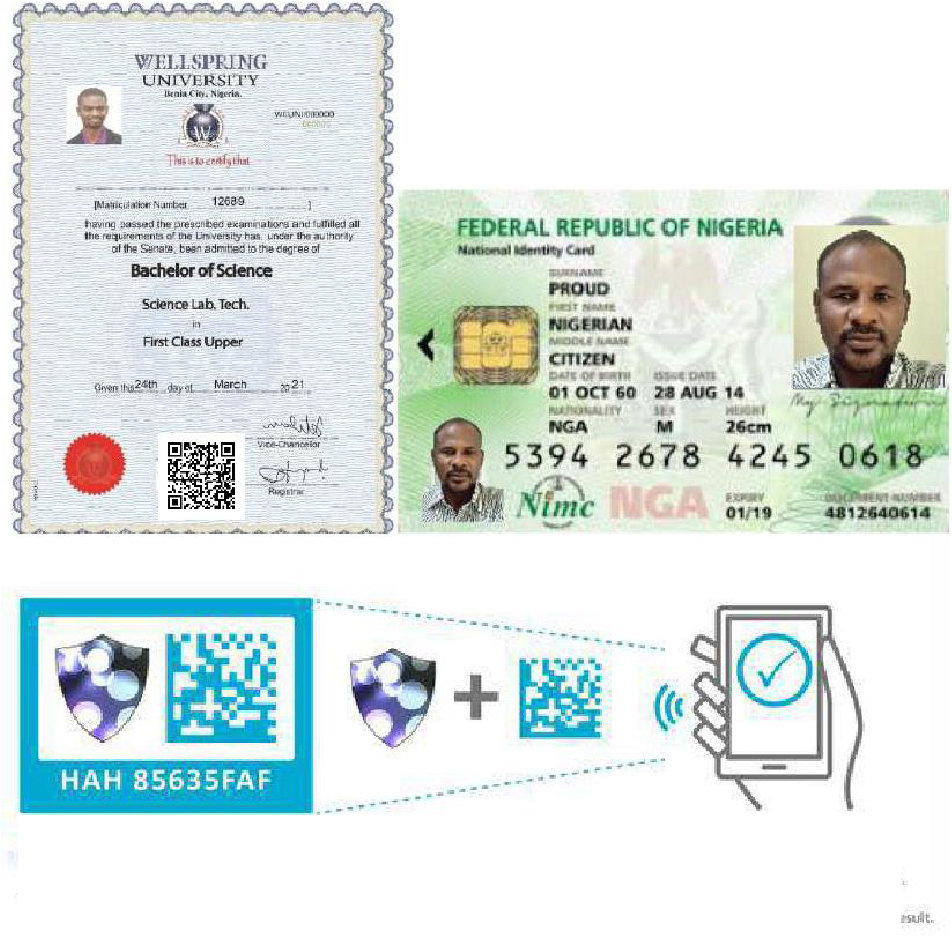 WELLSPRING
UNIVERSITY
Benin City, Nigeria.
WSUNI/000000
000000
W
This is to certify that
[Matriculation Number 12689 ]
having passed the prescribed examinations and fulfilled all
the requirements of the University has, under the authority
of the Senate, been admitted to the degree of
Bachelor of Science
Science Lab. Tech.
in
First Class Upper
Given this 24th day of March 20 21
Vice-Chancellor
Registrar
FEDERAL REPUBLIC OF NIGERIA
National Identity Card
SURNAME
PROUD
FIRST NAME
NIGERIAN
MIDDLE NAME
CITIZEN
DATE OF BIRTH ISSUE DATE
01 OCT 60 28 AUG 14
NATIONALITY SEX HEIGHT
NGA M 26cm
My Signature
5394 2678 4245 0618
Nimc NGA
EXPIRY DOCUMENT NUMBER
01/19 4812640614
HAH 85635FAF